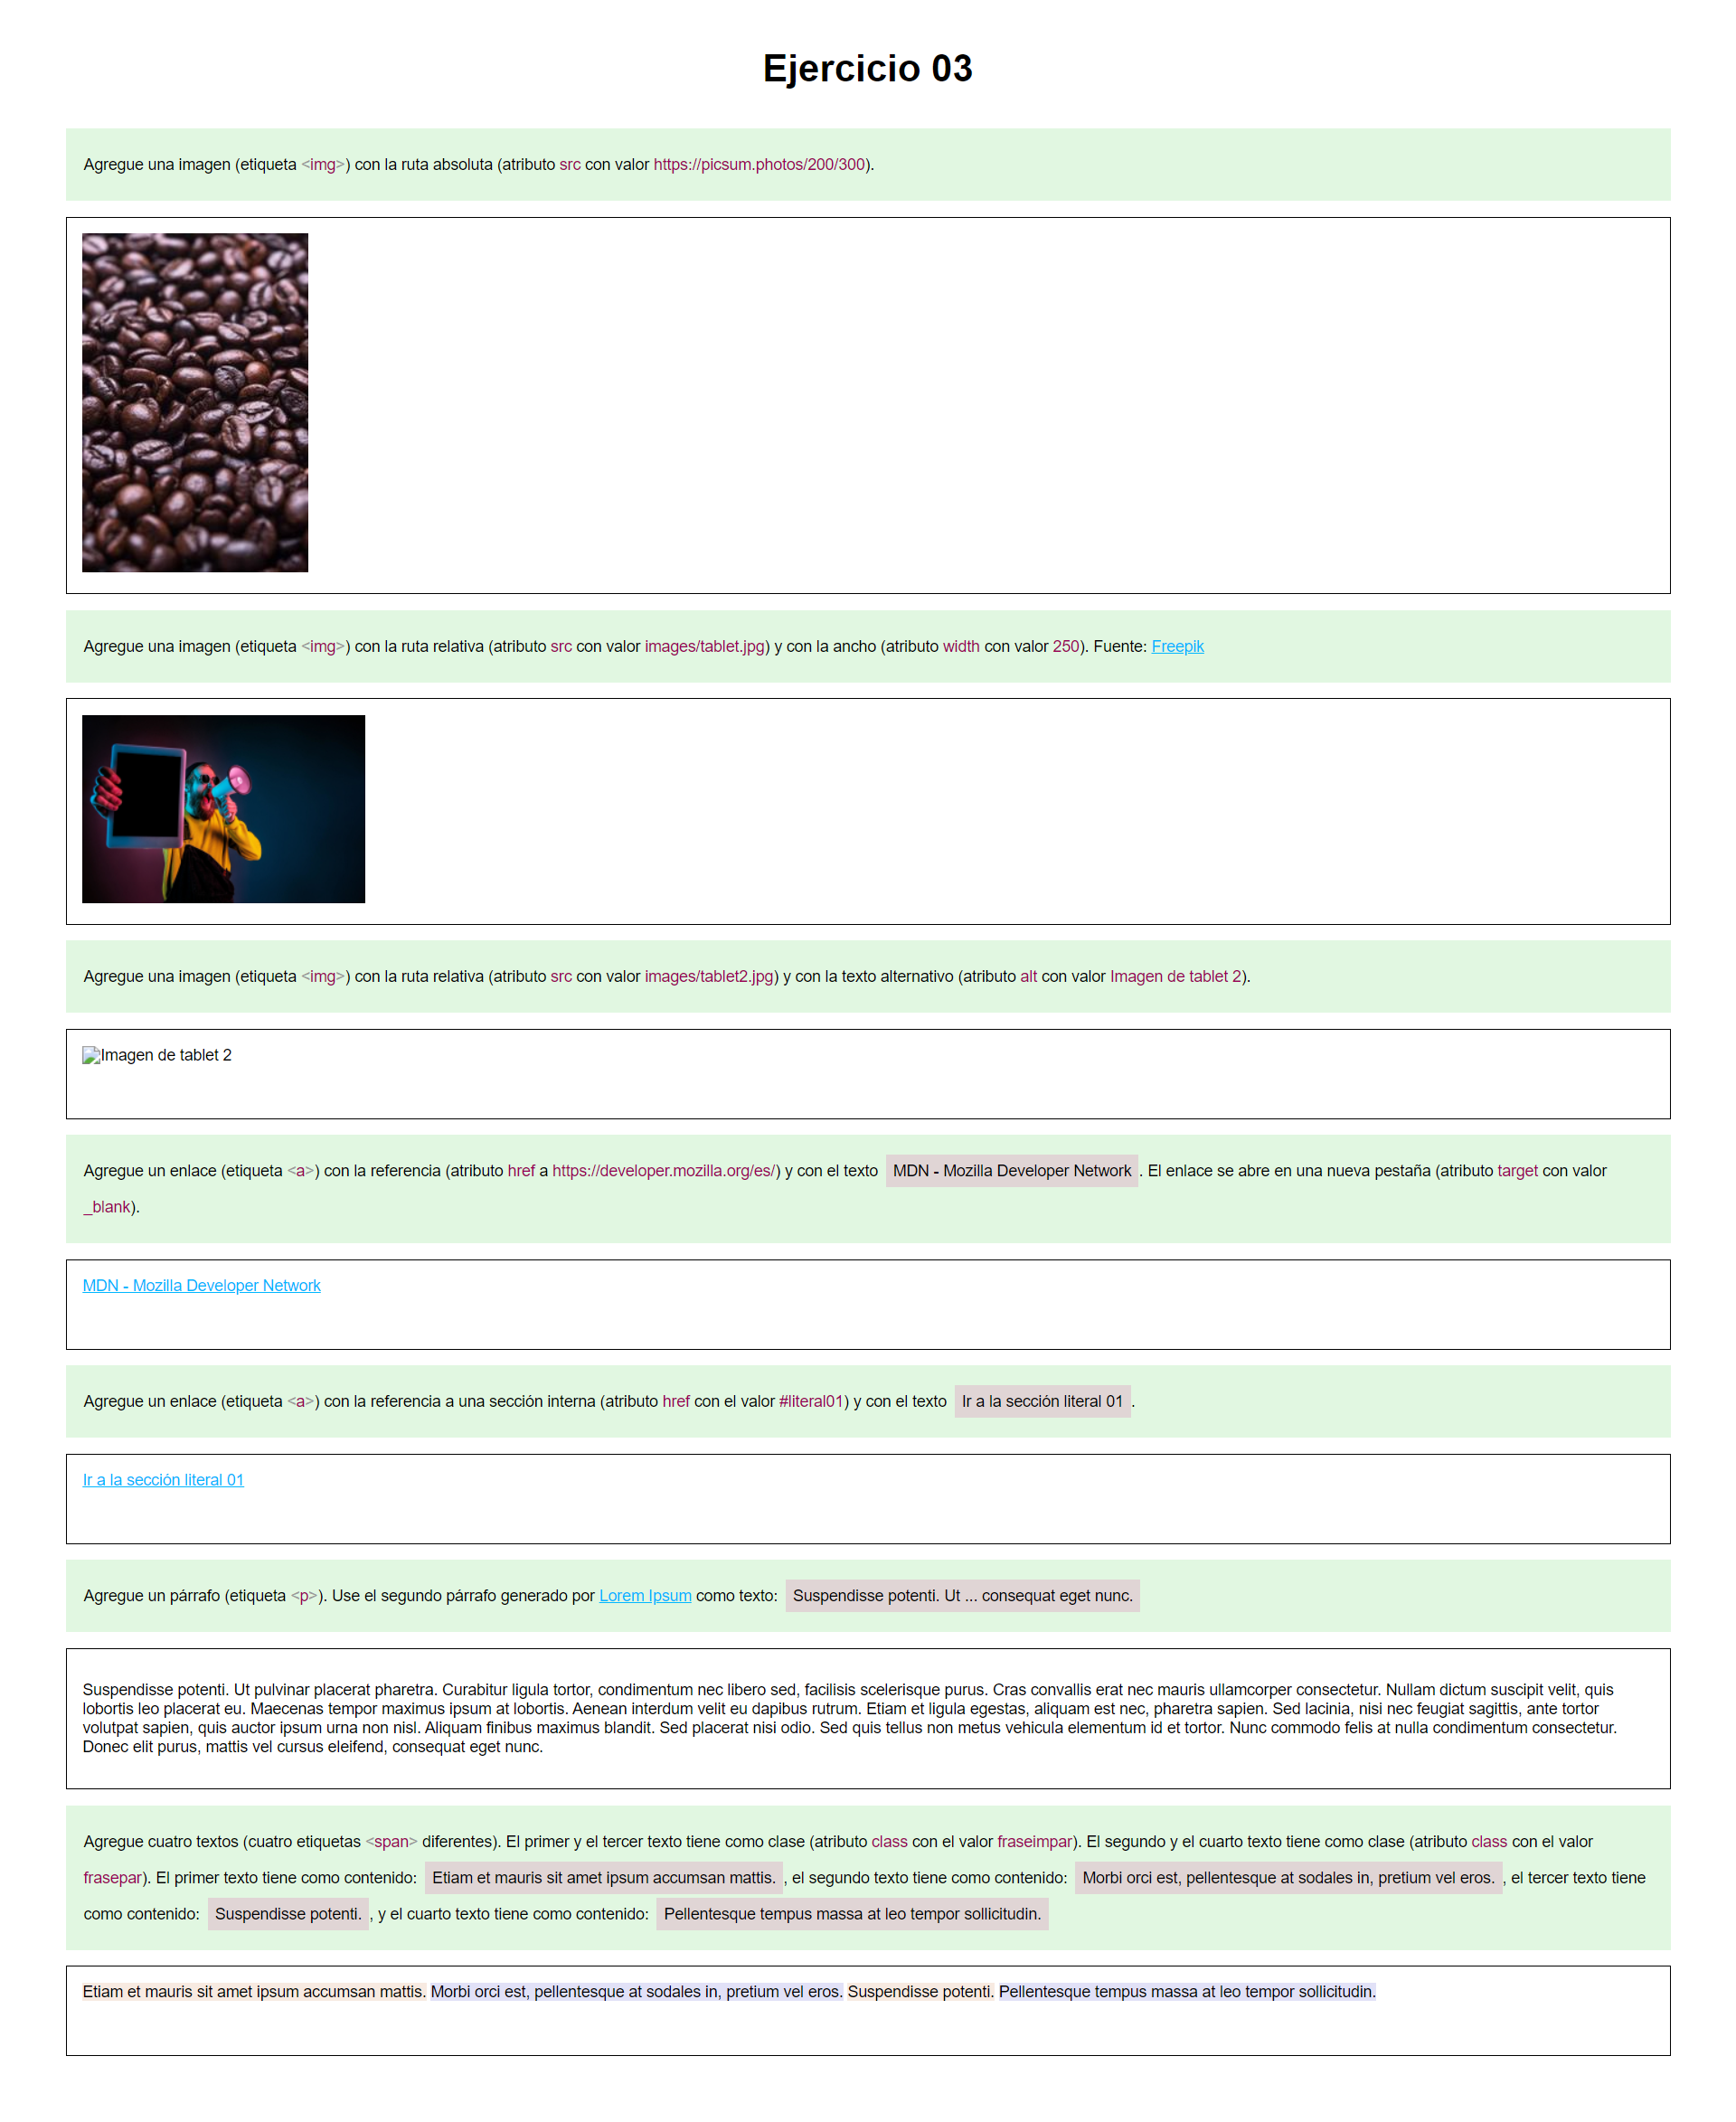 Ejercicio 03
Agregue una imagen (etiqueta <img>) con la ruta absoluta (atributo src con valor https://picsum.photos/200/300).
Agregue una imagen (etiqueta <img>) con la ruta relativa (atributo src con valor images/tablet.jpg) y con la ancho (atributo width con valor 250). Fuente: Freepik
Agregue una imagen (etiqueta <img>) con la ruta relativa (atributo src con valor images/tablet2.jpg) y con la texto alternativo (atributo alt con valor Imagen de tablet 2).
Imagen de tablet 2
Agregue un enlace (etiqueta <a>) con la referencia (atributo href a https://developer.mozilla.org/es/) y con el texto MDN - Mozilla Developer Network. El enlace se abre en una nueva pestaña (atributo target con valor
_blank).
MDN - Mozilla Developer Network
Agregue un enlace (etiqueta <a>) con la referencia a una sección interna (atributo href con el valor #literal01) y con el texto Ir a la sección literal 01.
Ir a la sección literal 01
Agregue un párrafo (etiqueta <p>). Use el segundo párrafo generado por Lorem Ipsum como texto: Suspendisse potenti. Ut ... consequat eget nunc.
Suspendisse potenti. Ut pulvinar placerat pharetra. Curabitur ligula tortor, condimentum nec libero sed, facilisis scelerisque purus. Cras convallis erat nec mauris ullamcorper consectetur. Nullam dictum suscipit velit, quis
lobortis leo placerat eu. Maecenas tempor maximus ipsum at lobortis. Aenean interdum velit eu dapibus rutrum. Etiam et ligula egestas, aliquam est nec, pharetra sapien. Sed lacinia, nisi nec feugiat sagittis, ante tortor
volutpat sapien, quis auctor ipsum urna non nisl. Aliquam finibus maximus blandit. Sed placerat nisi odio. Sed quis tellus non metus vehicula elementum id et tortor. Nunc commodo felis at nulla condimentum consectetur.
Donec elit purus, mattis vel cursus eleifend, consequat eget nunc.
Agregue cuatro textos (cuatro etiquetas <span> diferentes). El primer y el tercer texto tiene como clase (atributo class con el valor fraseimpar). El segundo y el cuarto texto tiene como clase (atributo class con el valor
frasepar). El primer texto tiene como contenido: Etiam et mauris sit amet ipsum accumsan mattis. , el segundo texto tiene como contenido: Morbi orci est, pellentesque at sodales in, pretium vel eros. , el tercer texto tiene
como contenido: Suspendisse potenti. , y el cuarto texto tiene como contenido: Pellentesque tempus massa at leo tempor sollicitudin.
Etiam et mauris sit amet ipsum accumsan mattis. Morbi orci est, pellentesque at sodales in, pretium vel eros. Suspendisse potenti. Pellentesque tempus massa at leo tempor sollicitudin.